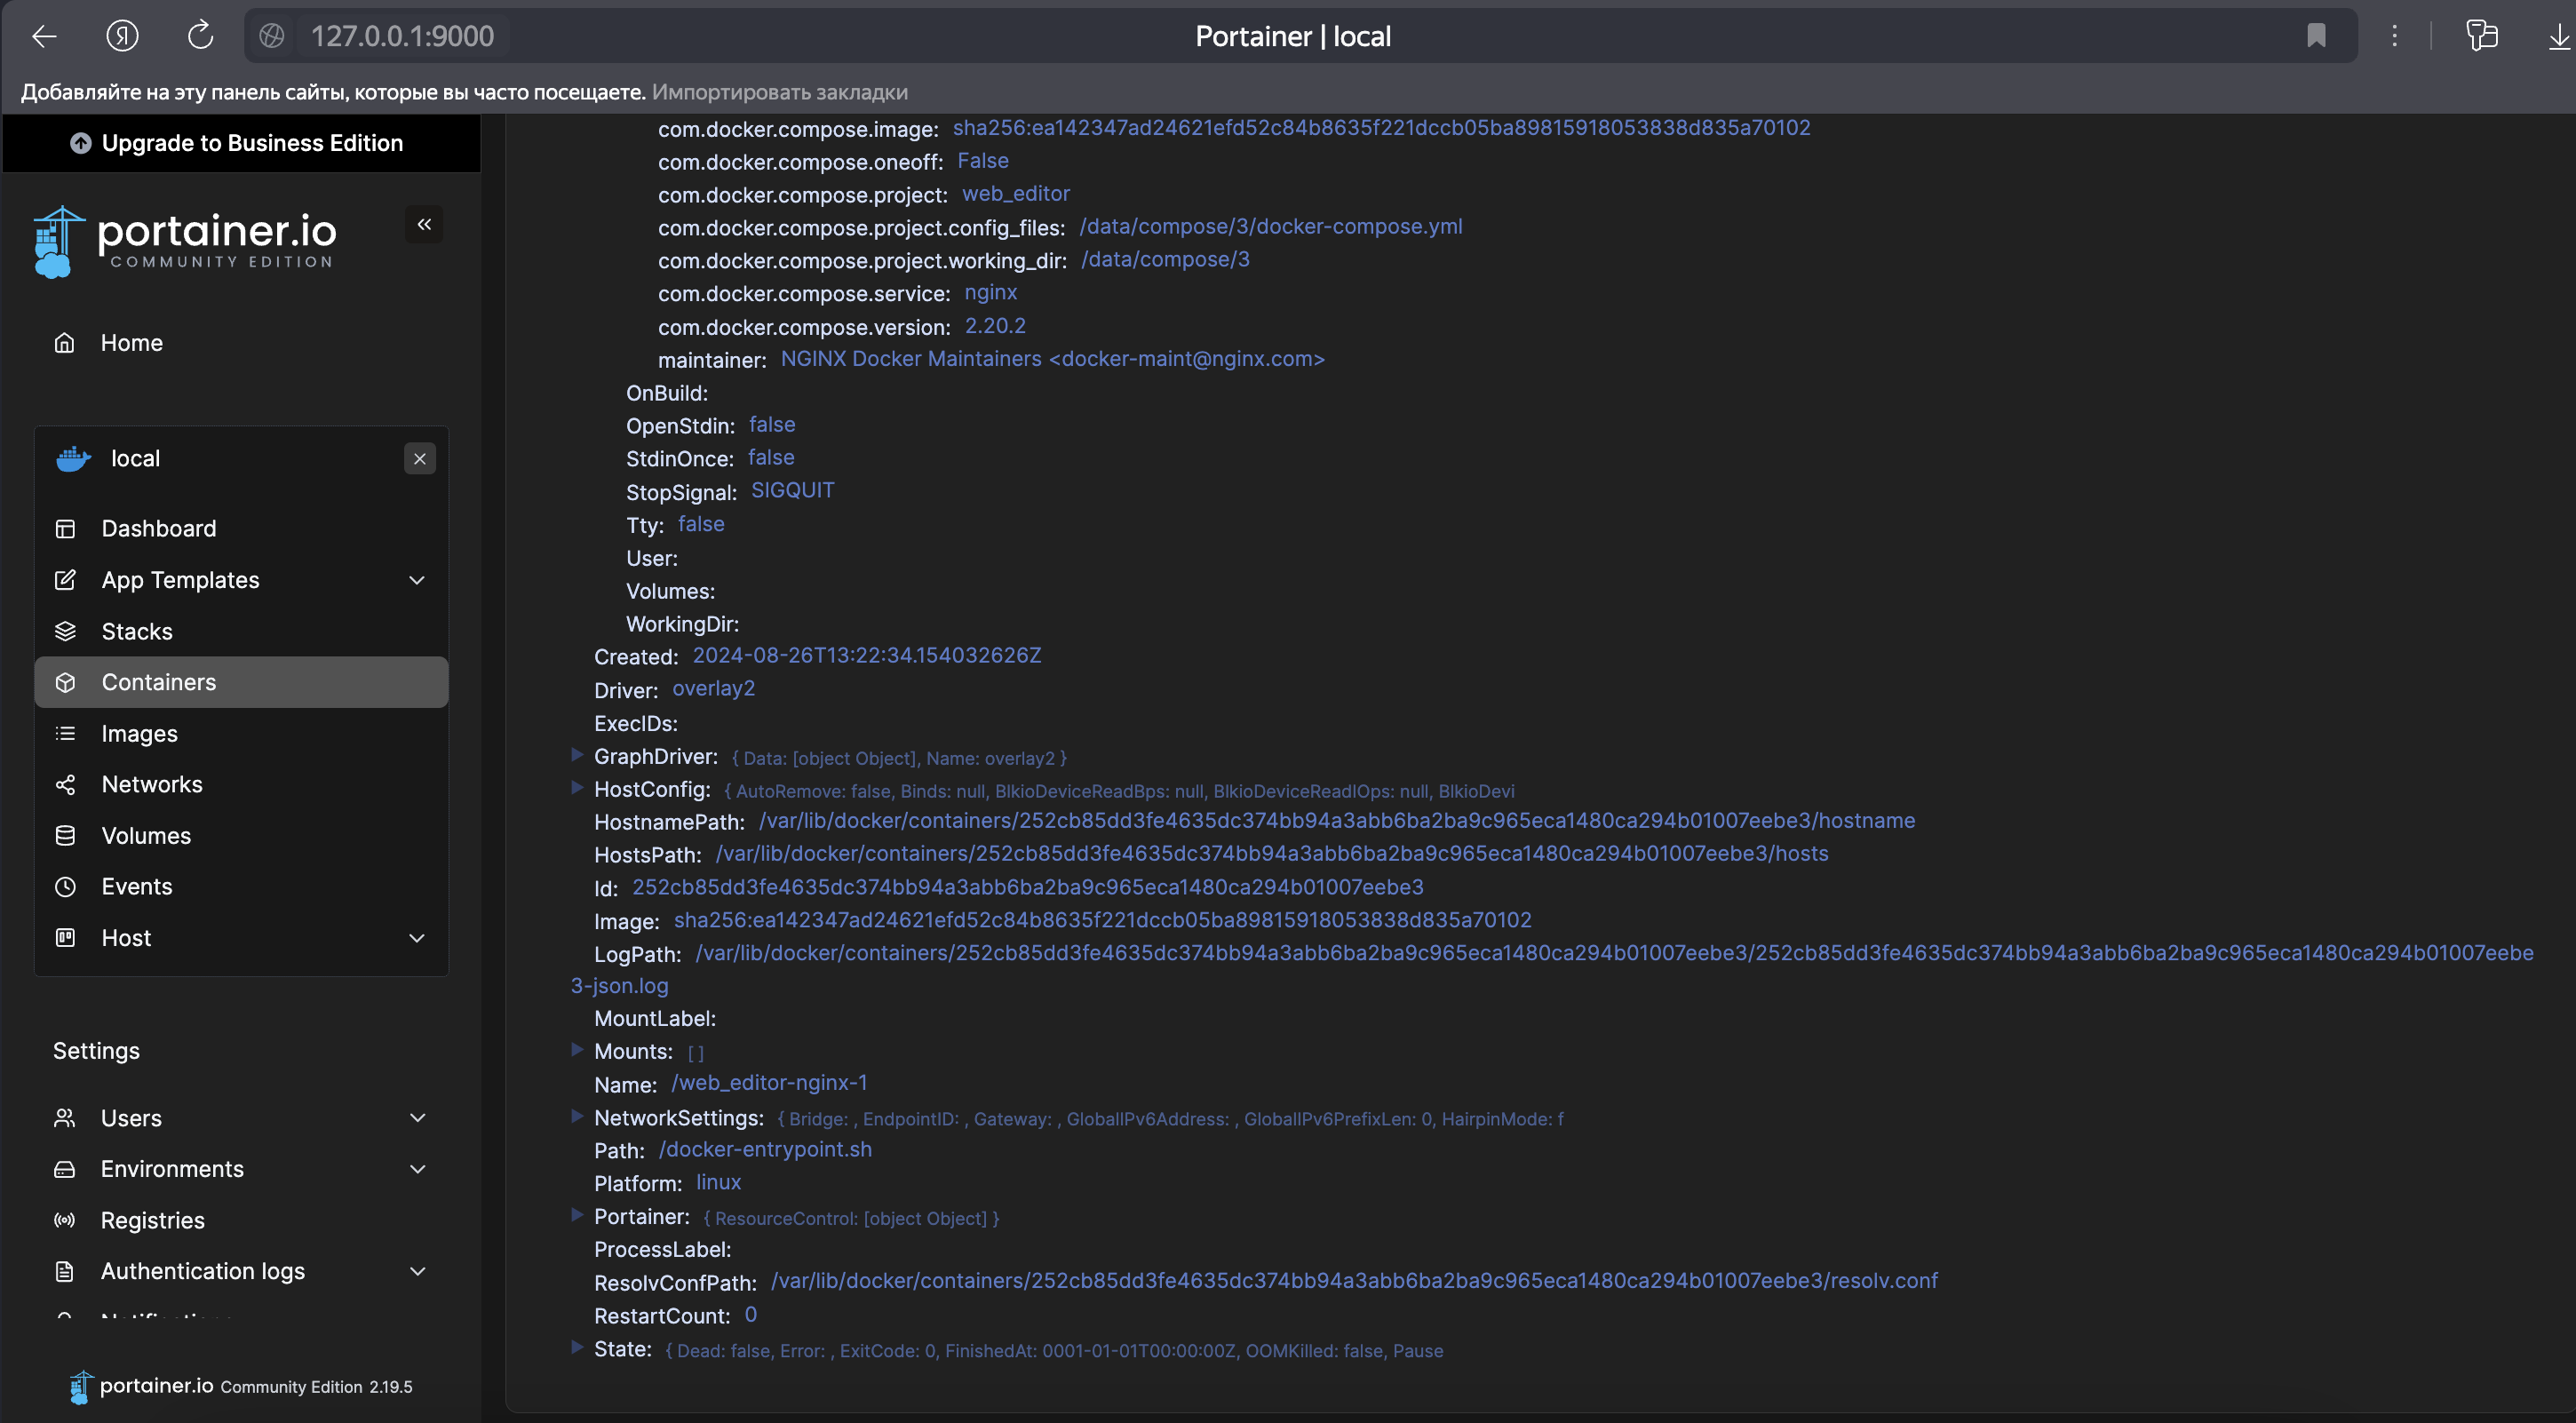 127.0.0.1:9000
Portainer | local
Добавляйте на эту панель сайты, которые вы часто посещаете. Импортировать закладки
Upgrade to Business Edition
portainer.io
COMMUNITY EDITION
Home
local
Dashboard
App Templates
Stacks
Containers
Images
Networks
Volumes
Events
Host
Settings
Users
Environments
Registries
Authentication logs
portainer.io Community Edition 2.19.5
com.docker.compose.image: sha256:ea142347ad24621efd52c84b8635f221dccb05ba89815918053838d835a70102
com.docker.compose.oneoff: False
com.docker.compose.project: web_editor
com.docker.compose.project.config_files: /data/compose/3/docker-compose.yml
com.docker.compose.project.working_dir: /data/compose/3
com.docker.compose.service: nginx
com.docker.compose.version: 2.20.2
maintainer: NGINX Docker Maintainers <docker-maint@nginx.com>
OnBuild:
OpenStdin: false
StdinOnce: false
StopSignal: SIGQUIT
Tty: false
User:
Volumes:
WorkingDir:
Created: 2024-08-26T13:22:34.154032626Z
Driver: overlay2
ExecIDs:
GraphDriver: { Data: [object Object], Name: overlay2 }
HostConfig: { AutoRemove: false, Binds: null, BlkioDeviceReadBps: null, BlkioDeviceReadIOps: null, BlkioDevi
HostnamePath: /var/lib/docker/containers/252cb85dd3fe4635dc374bb94a3abb6ba2ba9c965eca1480ca294b01007eebe3/hostname
HostsPath: /var/lib/docker/containers/252cb85dd3fe4635dc374bb94a3abb6ba2ba9c965eca1480ca294b01007eebe3/hosts
Id: 252cb85dd3fe4635dc374bb94a3abb6ba2ba9c965eca1480ca294b01007eebe3
Image: sha256:ea142347ad24621efd52c84b8635f221dccb05ba89815918053838d835a70102
LogPath: /var/lib/docker/containers/252cb85dd3fe4635dc374bb94a3abb6ba2ba9c965eca1480ca294b01007eebe3/252cb85dd3fe4635dc374bb94a3abb6ba2ba9c965eca1480ca294b01007eebe
3-json.log
MountLabel:
Mounts: [ ]
Name: /web_editor-nginx-1
NetworkSettings: { Bridge: , EndpointID: , Gateway: , GlobalIPv6Address: , GlobalIPv6PrefixLen: 0, HairpinMode: f
Path: /docker-entrypoint.sh
Platform: linux
Portainer: { ResourceControl: [object Object] }
ProcessLabel:
ResolvConfPath: /var/lib/docker/containers/252cb85dd3fe4635dc374bb94a3abb6ba2ba9c965eca1480ca294b01007eebe3/resolv.conf
RestartCount: 0
State: { Dead: false, Error: , ExitCode: 0, FinishedAt: 0001-01-01T00:00:00Z, OOMKilled: false, Pause